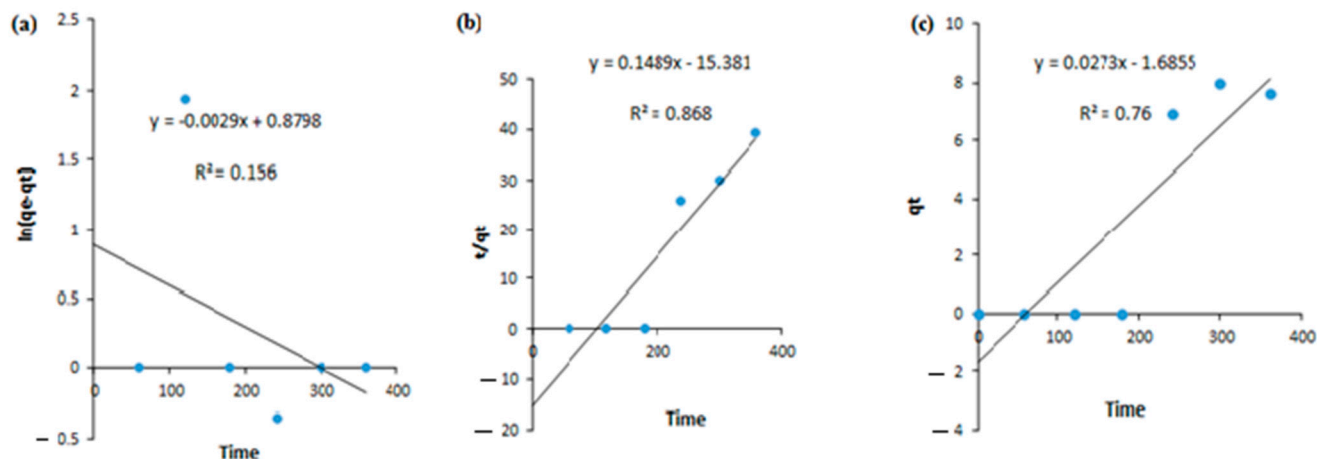 (a)
2.5
2
1.5
1
0.5
0
— 0.5
0 100 200 300 400
ln(qe-qt)
Time
y = -0.0029x + 0.8798
R² = 0.156
(b)
50
40
30
20
10
0
— 10
— 20
0 200 400
t/qt
Time
y = 0.1489x - 15.381
R² = 0.868
(c)
10
8
6
4
2
0
— 2
— 4
0 100 200 300 400
qt
Time
y = 0.0273x - 1.6855
R² = 0.76